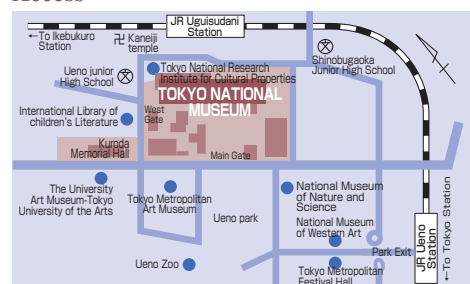 Access
JR Uguisudani
Station
←To Ikebukuro
Station
卍 Kaneiji
temple
Shinobugaoka
Junior High School
Ueno junior
High School
Tokyo National Research
Institute for Cultural Properties
TOKYO NATIONAL
MUSEUM
West
Gate
International Library of
children's Literature
Kuroda
Memorial Hall
Main Gate
The University
Art Museum-Tokyo
University of the Arts
Tokyo Metropolitan
Art Museum
Ueno park
National Museum
of Nature and
Science
National Museum
of Western Art
Park Exit
JR Ueno
Station
←To Tokyo Station
Ueno Zoo
Tokyo Metropolitan
Festival Hall